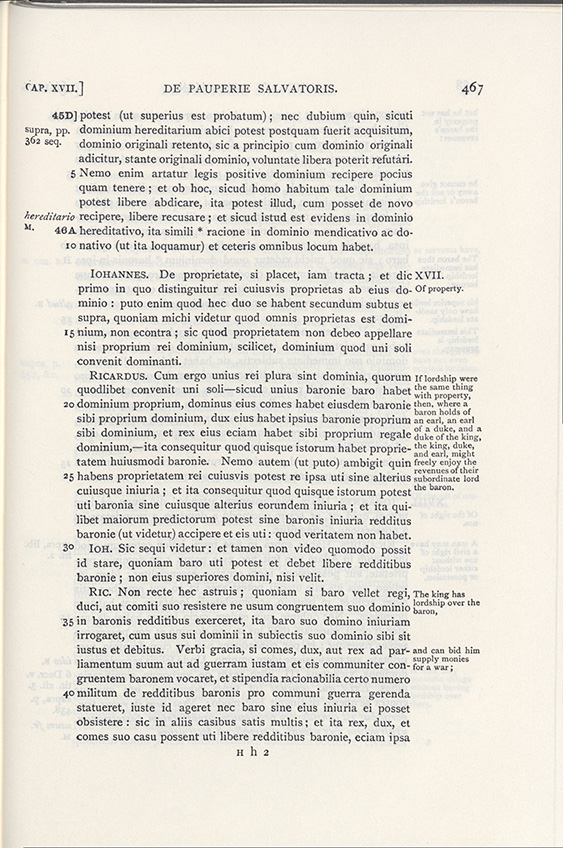 CAP. XVII.] DE PAUPERIE SALVATORIS. 467
45D] potest (ut superius est probatum); nec dubium quin, sicuti
supra, pp. dominium hereditarium abici potest postquam fuerit acquisitum,
362 seq. dominio originali retento, sic a principio cum dominio originali
adicitur, stante originali dominio, voluntate libera poterit refutari.
5 Nemo enim artatur legis positive dominium recipere pocius
quam tenere; et ob hoc, sicud homo habitum tale dominium
potest libere abdicare, ita potest illud, cum posset de novo
hereditario recipere, libere recusare; et sicud istud est evidens in dominio
M. 46A hereditativo, ita simili * racione in dominio mendicativo ac do-
10 nativo (ut ita loquamur) et ceteris omnibus locum habet.
IOHANNES. De proprietate, si placet, iam tracta; et dic XVII.
primo in quo distinguitur rei cuiusvis proprietas ab eius do- Of property.
minio: puto enim quod hec duo se habent secundum subtus et
supra, quoniam michi videtur quod omnis proprietas est domi-
15 nium, non econtra; sic quod proprietatem non debeo appellare
nisi proprium rei dominium, scilicet, dominium quod uni soli
convenit dominanti.
RICARDUS. Cum ergo unius rei plura sint dominia, quorum If lordship were
quodlibet convenit uni soli—sicud unius baronie baro habet the same thing with property,
20 dominium proprium, dominus eius comes habet eiusdem baronie then, where a
sibi proprium dominium, dux eius habet ipsius baronie proprium baron holds of an earl, an earl
sibi dominium, et rex eius eciam habet sibi proprium regale of a duke, and a duke of the king,
dominium,—ita consequitur quod quisque istorum habet proprie- the king, duke,
tatem huiusmodi baronie. Nemo autem (ut puto) ambigit quin and earl, might freely enjoy the
25 habens proprietatem rei cuiusvis potest re ipsa uti sine alterius revenues of their subordinate lord
cuiusque iniuria; et ita consequitur quod quisque istorum potest the baron.
uti baronia sine cuiusque alterius eorundem iniuria; et ita qui-
libet maiorum predictorum potest sine baronis iniuria redditus
baronie (ut videtur) accipere et eis uti: quod veritatem non habet.
30 IOH. Sic sequi videtur: et tamen non video quomodo possit
id stare, quoniam baro uti potest et debet libere redditibus
baronie; non eius superiores domini, nisi velit.
RIC. Non recte hec astruis; quoniam si baro vellet regi, The king has
duci, aut comiti suo resistere ne usum congruentem suo dominio lordship over the baron,
35 in baronis redditibus exerceret, ita baro suo domino iniuriam
irrogaret, cum usus sui dominii in subiectis suo dominio sibi sit
iustus et debitus. Verbi gracia, si comes, dux, aut rex ad par- and can bid him
liamentum suum aut ad guerram iustam et eis communiter con- supply monies for a war;
gruentem baronem vocaret, et stipendia racionabilia certo numero
40 militum de redditibus baronis pro communi guerra gerenda
statueret, iuste id ageret nec baro sine eius iniuria ei posset
obsistere: sic in aliis casibus satis multis; et ita rex, dux, et
comes suo casu possent uti libere redditibus baronie, eciam ipsa
H h 2